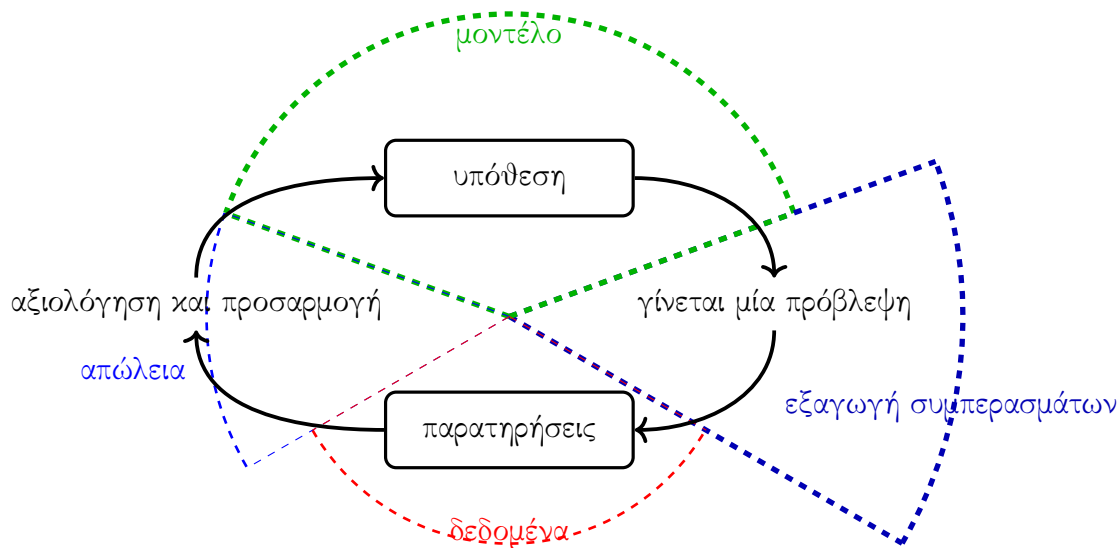 μοντέλο
υπόθεση
αξιολόγηση και προσαρμογή
γίνεται μία πρόβλεψη
απώλεια
εξαγωγή συμπερασμάτων
παρατηρήσεις
δεδομένα